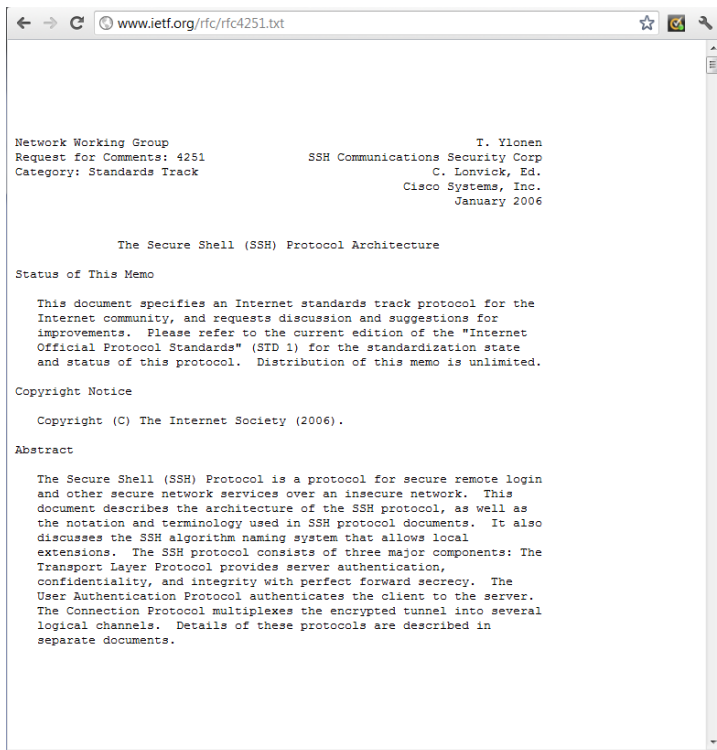 www.ietf.org/rfc/rfc4251.txt
Network Working Group                                          T. Ylonen
Request for Comments: 4251              SSH Communications Security Corp
Category: Standards Track                                C. Lonvick, Ed.
                                                     Cisco Systems, Inc.
                                                            January 2006
The Secure Shell (SSH) Protocol Architecture
Status of This Memo
This document specifies an Internet standards track protocol for the
Internet community, and requests discussion and suggestions for
improvements.  Please refer to the current edition of the "Internet
Official Protocol Standards" (STD 1) for the standardization state
and status of this protocol.  Distribution of this memo is unlimited.
Copyright Notice
Copyright (C) The Internet Society (2006).
Abstract
The Secure Shell (SSH) Protocol is a protocol for secure remote login
and other secure network services over an insecure network.  This
document describes the architecture of the SSH protocol, as well as
the notation and terminology used in SSH protocol documents.  It also
discusses the SSH algorithm naming system that allows local
extensions.  The SSH protocol consists of three major components: The
Transport Layer Protocol provides server authentication,
confidentiality, and integrity with perfect forward secrecy.  The
User Authentication Protocol authenticates the client to the server.
The Connection Protocol multiplexes the encrypted tunnel into several
logical channels.  Details of these protocols are described in
separate documents.